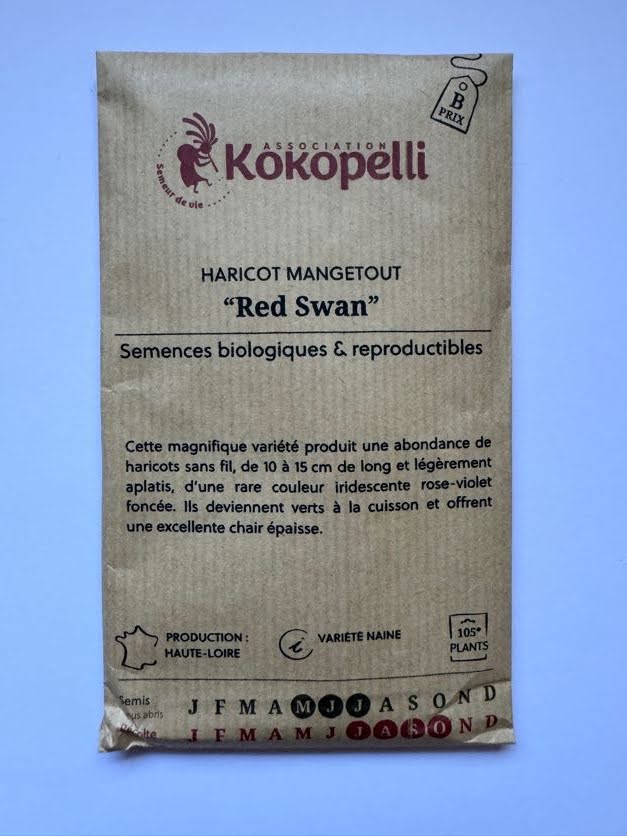 B
PRIX
ASSOCIATION
Kokopelli
Semeur de vie
HARICOT MANGETOUT
“Red Swan”
Semences biologiques & reproductibles
Cette magnifique variété produit une abondance de
haricots sans fil, de 10 à 15 cm de long et légèrement
aplatis, d'une rare couleur iridescente rose-violet
foncée. Ils deviennent verts à la cuisson et offrent
une excellente chair épaisse.
PRODUCTION :
HAUTE-LOIRE
VARIÉTÉ NAINE
105*
PLANTS
Semis J F M A M J J A S O N D
abris
J F M A M J J A S O N D